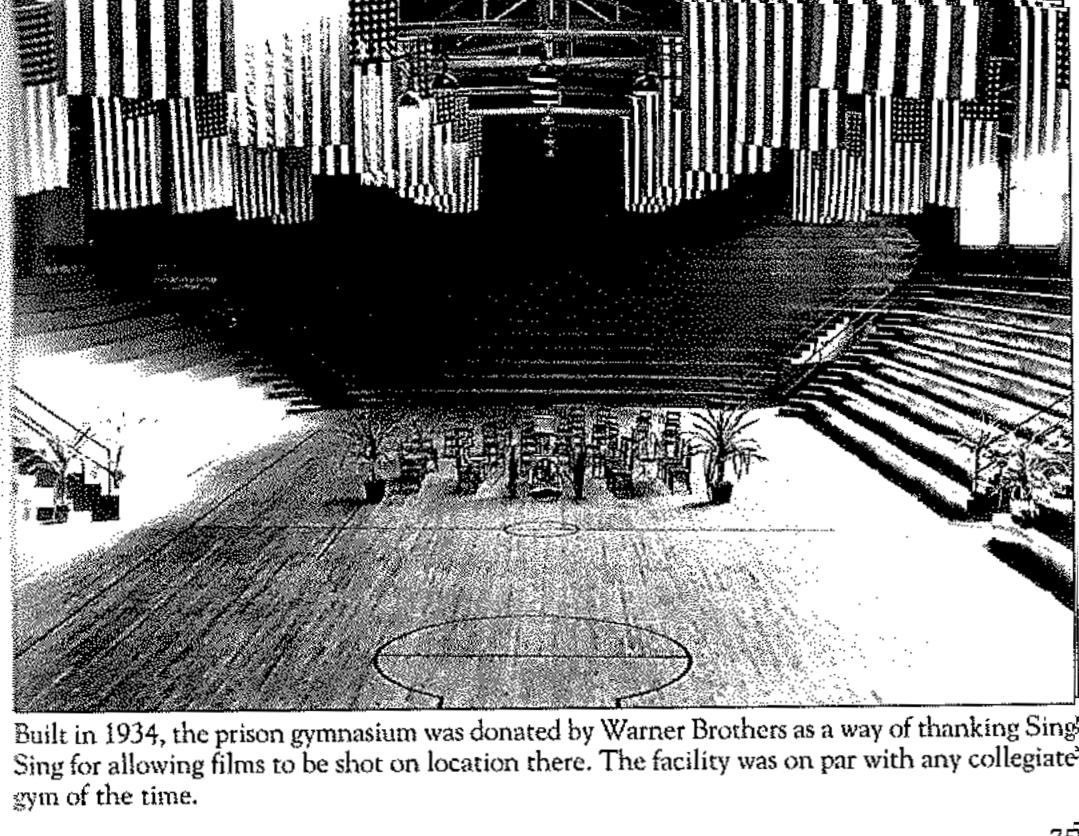 Built in 1934, the prison gymnasium was donated by Warner Brothers as a way of thanking Sing
Sing for allowing films to be shot on location there. The facility was on par with any collegiate
gym of the time.